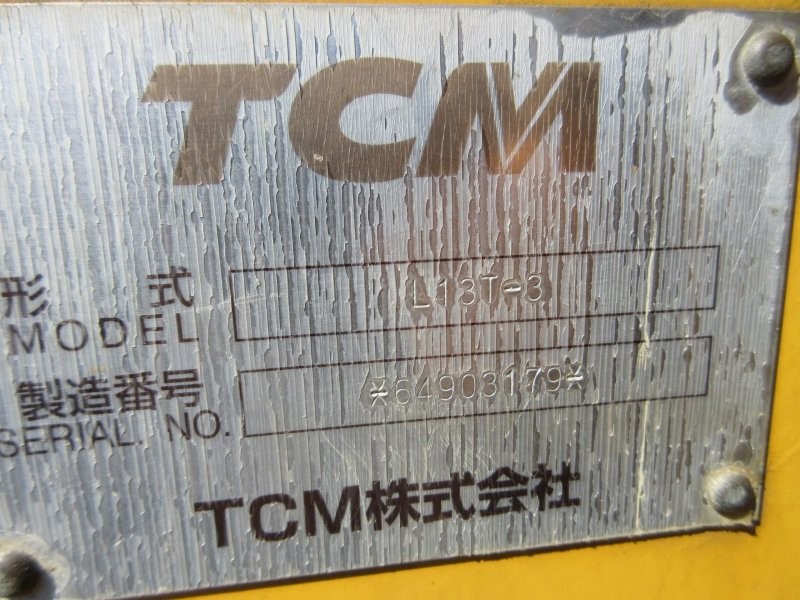 TCM
形式 L13T-3
MODEL
製造番号 *64903179*
SERIAL NO.
TCM株式会社